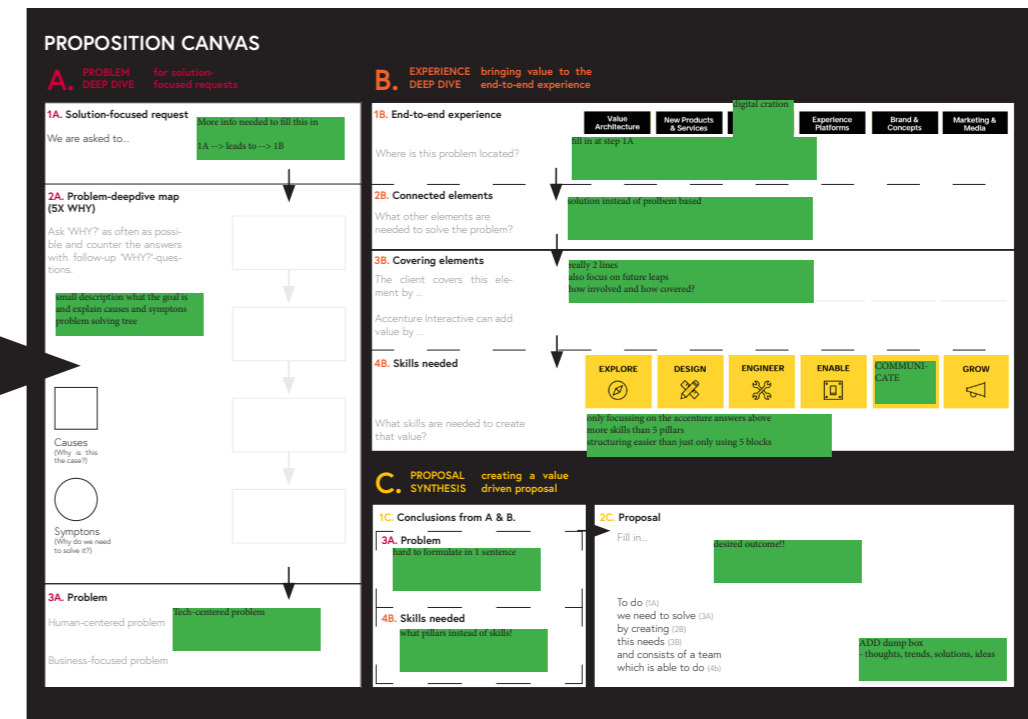 PROPOSITION CANVAS
A. PROBLEM DEEP DIVE
for solution-
focused requests
1A. Solution-focused request
We are asked to...
More info needed to fill this in
1A --> leads to --> 1B
2A. Problem-deepdive map
(5X WHY)
Ask 'WHY?' as often as possi-
ble and counter the answers
with follow-up 'WHY?'-ques-
tions.
small description what the goal is
and explain causes and symptons
problem solving tree
Causes
(Why is this
the case?)
Symptons
(Why do we need
to solve it?)
3A. Problem
Human-centered problem
Tech-centered problem
Business-focused problem
B. EXPERIENCE DEEP DIVE
bringing value to the
end-to-end experience
1B. End-to-end experience
Where is this problem located?
Value
Architecture
New Products
& Services
digital cration
Experience
Platforms
Brand &
Concepts
Marketing &
Media
fill in at step 1A
2B. Connected elements
What other elements are
needed to solve the problem?
solution instead of prolbem based
3B. Covering elements
The client covers this ele-
ment by ...
Accenture Interactive can add
value by ...
really 2 lines
also focus on future leaps
how involved and how covered?
4B. Skills needed
What skills are needed to create
that value?
EXPLORE
DESIGN
ENGINEER
ENABLE
COMMUNI-
CATE
GROW
only focussing on the accenture answers above
more skills than 5 pillars
structuring easier than just only using 5 blocks
C. PROPOSAL SYNTHESIS
creating a value
driven proposal
1C. Conclusions from A & B.
3A. Problem
hard to formulate in 1 sentence
4B. Skills needed
what pillars instead of skills!
2C. Proposal
Fill in...
desired outcome!!
To do (1A)
we need to solve (3A)
by creating (2B)
this needs (3B)
and consists of a team
which is able to do (4b)
ADD dump box
- thoughts, trends, solutions, ideas